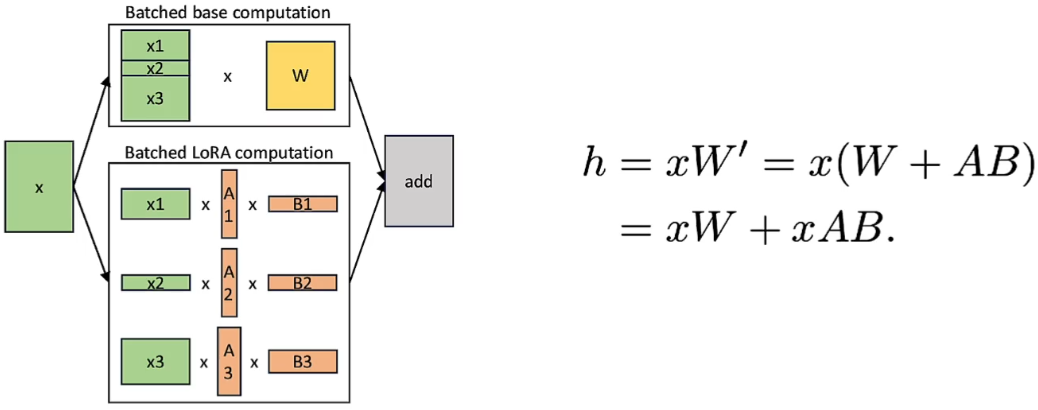 Batched base computation
x1
x2
x3
x
W
x
Batched LoRA computation
x1 x A1 x B1
x2 x A2 x B2
x3 x A3 x B3
add
h = xW′ = x(W + AB)
= xW + xAB.